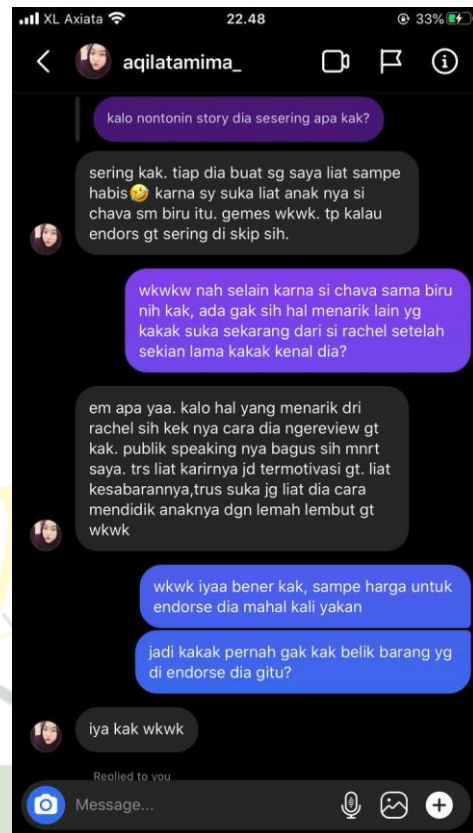 XL Axiata 22.48 33%
aqilatamima_
kalo nontonin story dia sesering apa kak?
sering kak. tiap dia buat sg saya liat sampe
habis🤣 karna sy suka liat anak nya si
chava sm biru itu. gemes wkwk. tp kalau
endors gt sering di skip sih.
wkwkw nah selain karna si chava sama biru
nih kak, ada gak sih hal menarik lain yg
kakak suka sekarang dari si rachel setelah
sekian lama kakak kenal dia?
em apa yaa. kalo hal yang menarik dri
rachel sih kek nya cara dia ngereview gt
kak. publik speaking nya bagus sih mnrt
saya. trs liat karirnya jd termotivasi gt. liat
kesabarannya,trus suka jg liat dia cara
mendidik anaknya dgn lemah lembut gt
wkwk
wkwk iyaa bener kak, sampe harga untuk
endorse dia mahal kali yakan
jadi kakak pernah gak kak belik barang yg
di endorse dia gitu?
iya kak wkwk
Replied to you
Message...